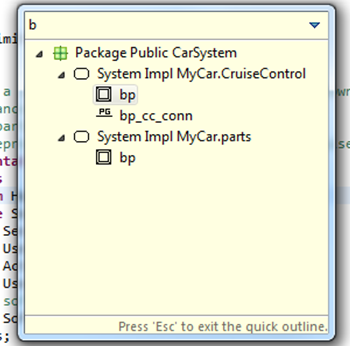 b
Package Public CarSystem
System Impl MyCar.CruiseControl
bp
PG bp_cc_conn
System Impl MyCar.parts
bp
Press 'Esc' to exit the quick outline.